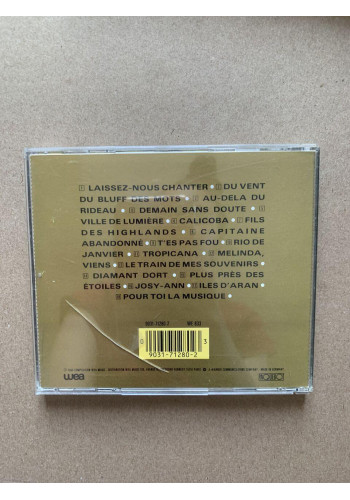 1 LAISSEZ-NOUS CHANTER • DU VENT
DU BLUFF DES MOTS • AU-DELA DU
RIDEAU • DEMAIN SANS DOUTE •
VILLE DE LUMIÈRE • CALICOBA • FILS
DES HIGHLANDS • CAPITAINE
ABANDONNÉ • T'ES PAS FOU • RIO DE
JANVIER • TROPICANA • MELINDA,
VIENS • LE TRAIN DE MES SOUVENIRS •
DIAMANT DORT • PLUS PRÈS DES
ÉTOILES • JOSY-ANN • ILES D'ARAN •
POUR TOI LA MUSIQUE •
9031-71280-2
0
3
wea